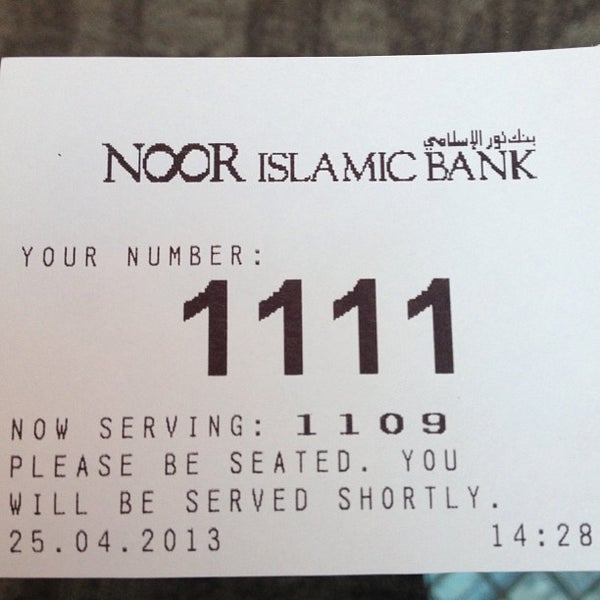 بنك نور الإسلامي
NOOR ISLAMIC BANK
YOUR NUMBER:
1111
NOW SERVING: 1109
PLEASE BE SEATED. YOU
WILL BE SERVED SHORTLY.
25.04.2013 14:28